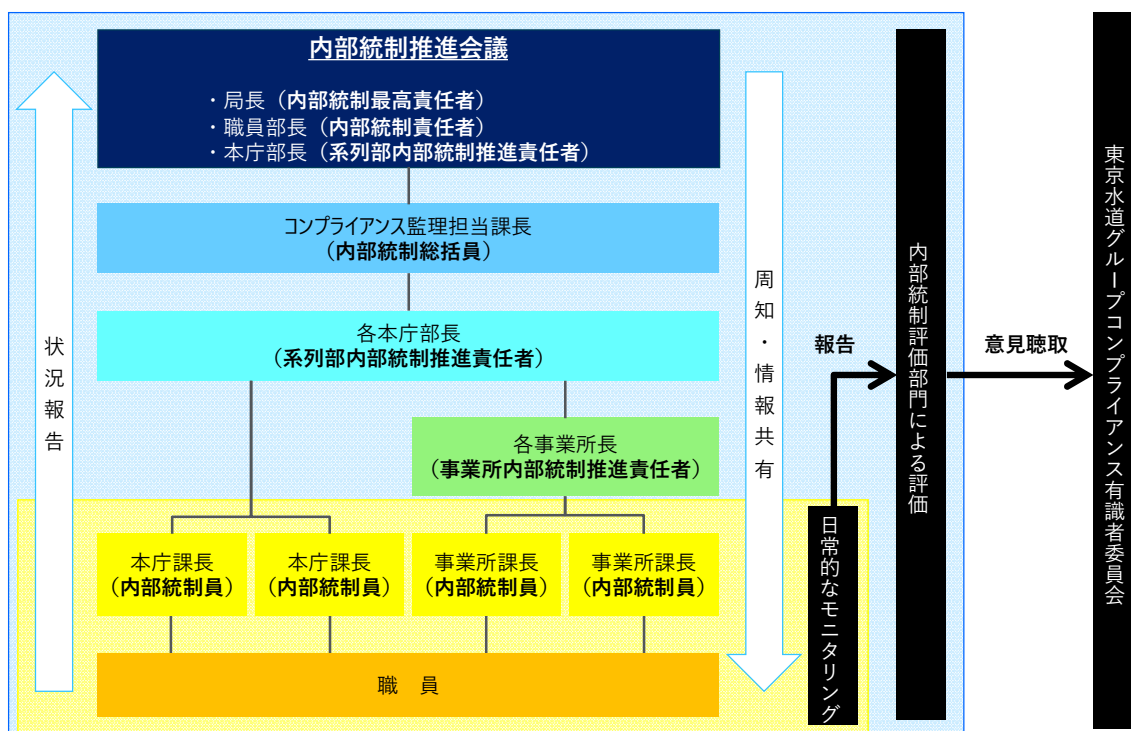 内部統制推進会議
・局長（内部統制最高責任者）
・職員部長（内部統制責任者）
・本庁部長（系列部内部統制推進責任者）
コンプライアンス監理担当課長
（内部統制総括員）
各本庁部長
（系列部内部統制推進責任者）
各事業所長
（事業所内部統制推進責任者）
本庁課長
（内部統制員）
本庁課長
（内部統制員）
事業所課長
（内部統制員）
事業所課長
（内部統制員）
職　員
状況報告
周知・情報共有
日常的なモニタリング
報告
内部統制評価部門による評価
意見聴取
東京水道グループコンプライアンス有識者委員会